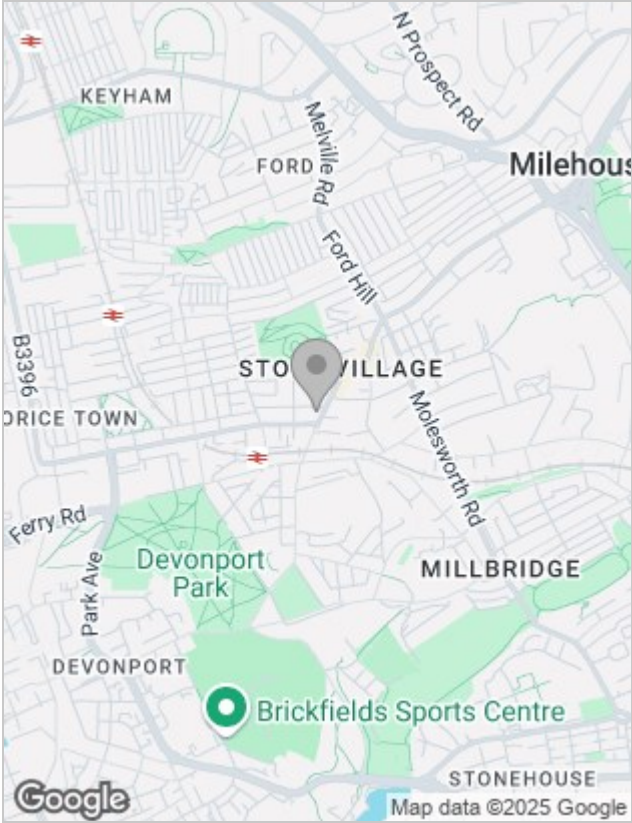 N Prospect Rd
KEYHAM
Melville Rd
FORD
Milehous
Ford Hill
B3396
STO VILLAGE
ORICE TOWN
Molesworth Rd
Ferry Rd
Devonport
Park
MILLBRIDGE
Park Ave
DEVONPORT
Brickfields Sports Centre
STONEHOUSE
Google
Map data ©2025 Google